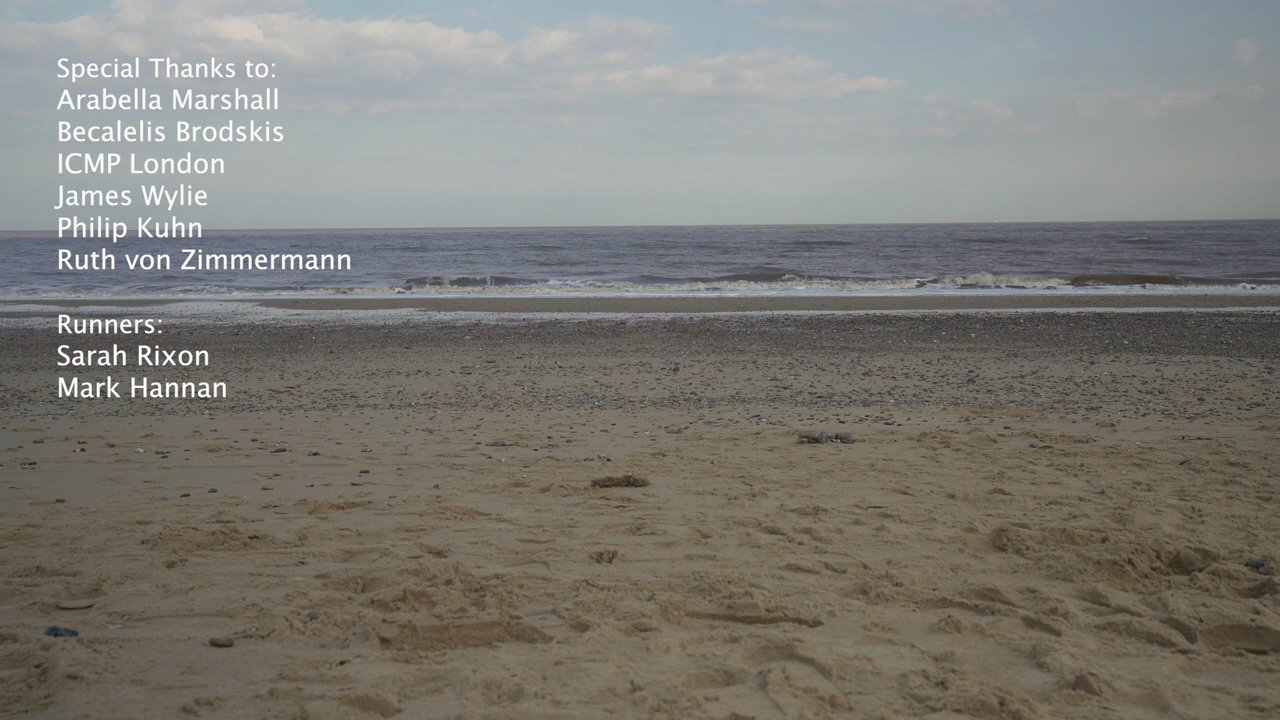 Special Thanks to:
Arabella Marshall
Becalelis Brodskis
ICMP London
James Wylie
Philip Kuhn
Ruth von Zimmermann
Runners:
Sarah Rixon
Mark Hannan